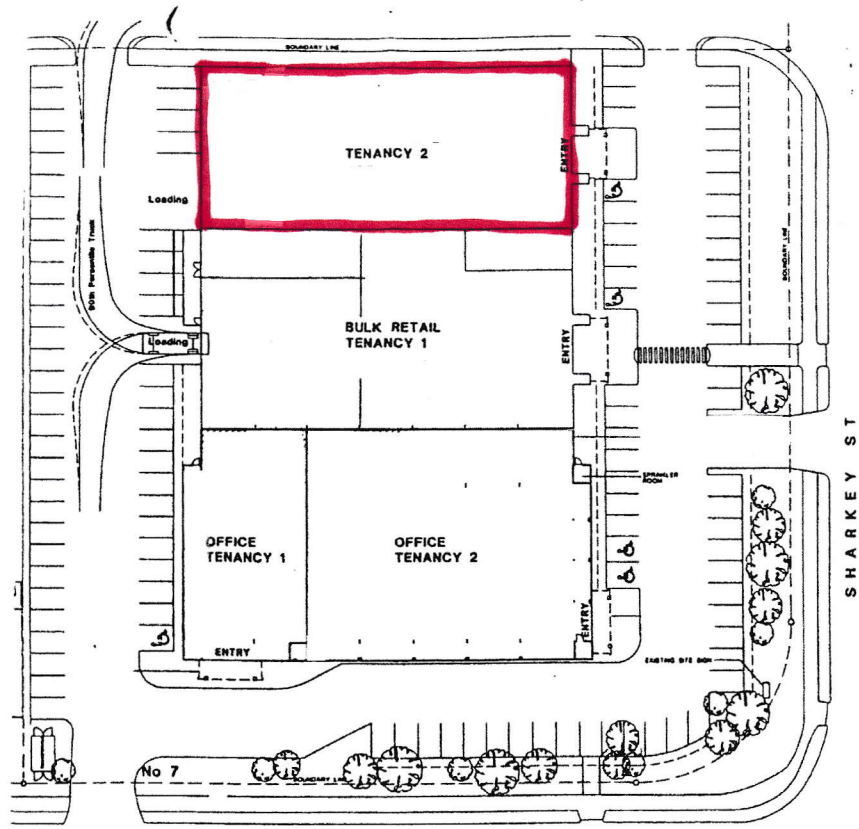 BOUNDARY LINE
TENANCY 2
ENTRY
Loading
90th Percentile Truck
BOUNDARY LINE
BULK RETAIL
TENANCY 1
ENTRY
Loading
SHARKEY ST
SPRINKLER
ROOM
OFFICE
TENANCY 1
OFFICE
TENANCY 2
ENTRY
ENTRY
EXISTING SITE SIGN
No 7
BOUNDARY LINE